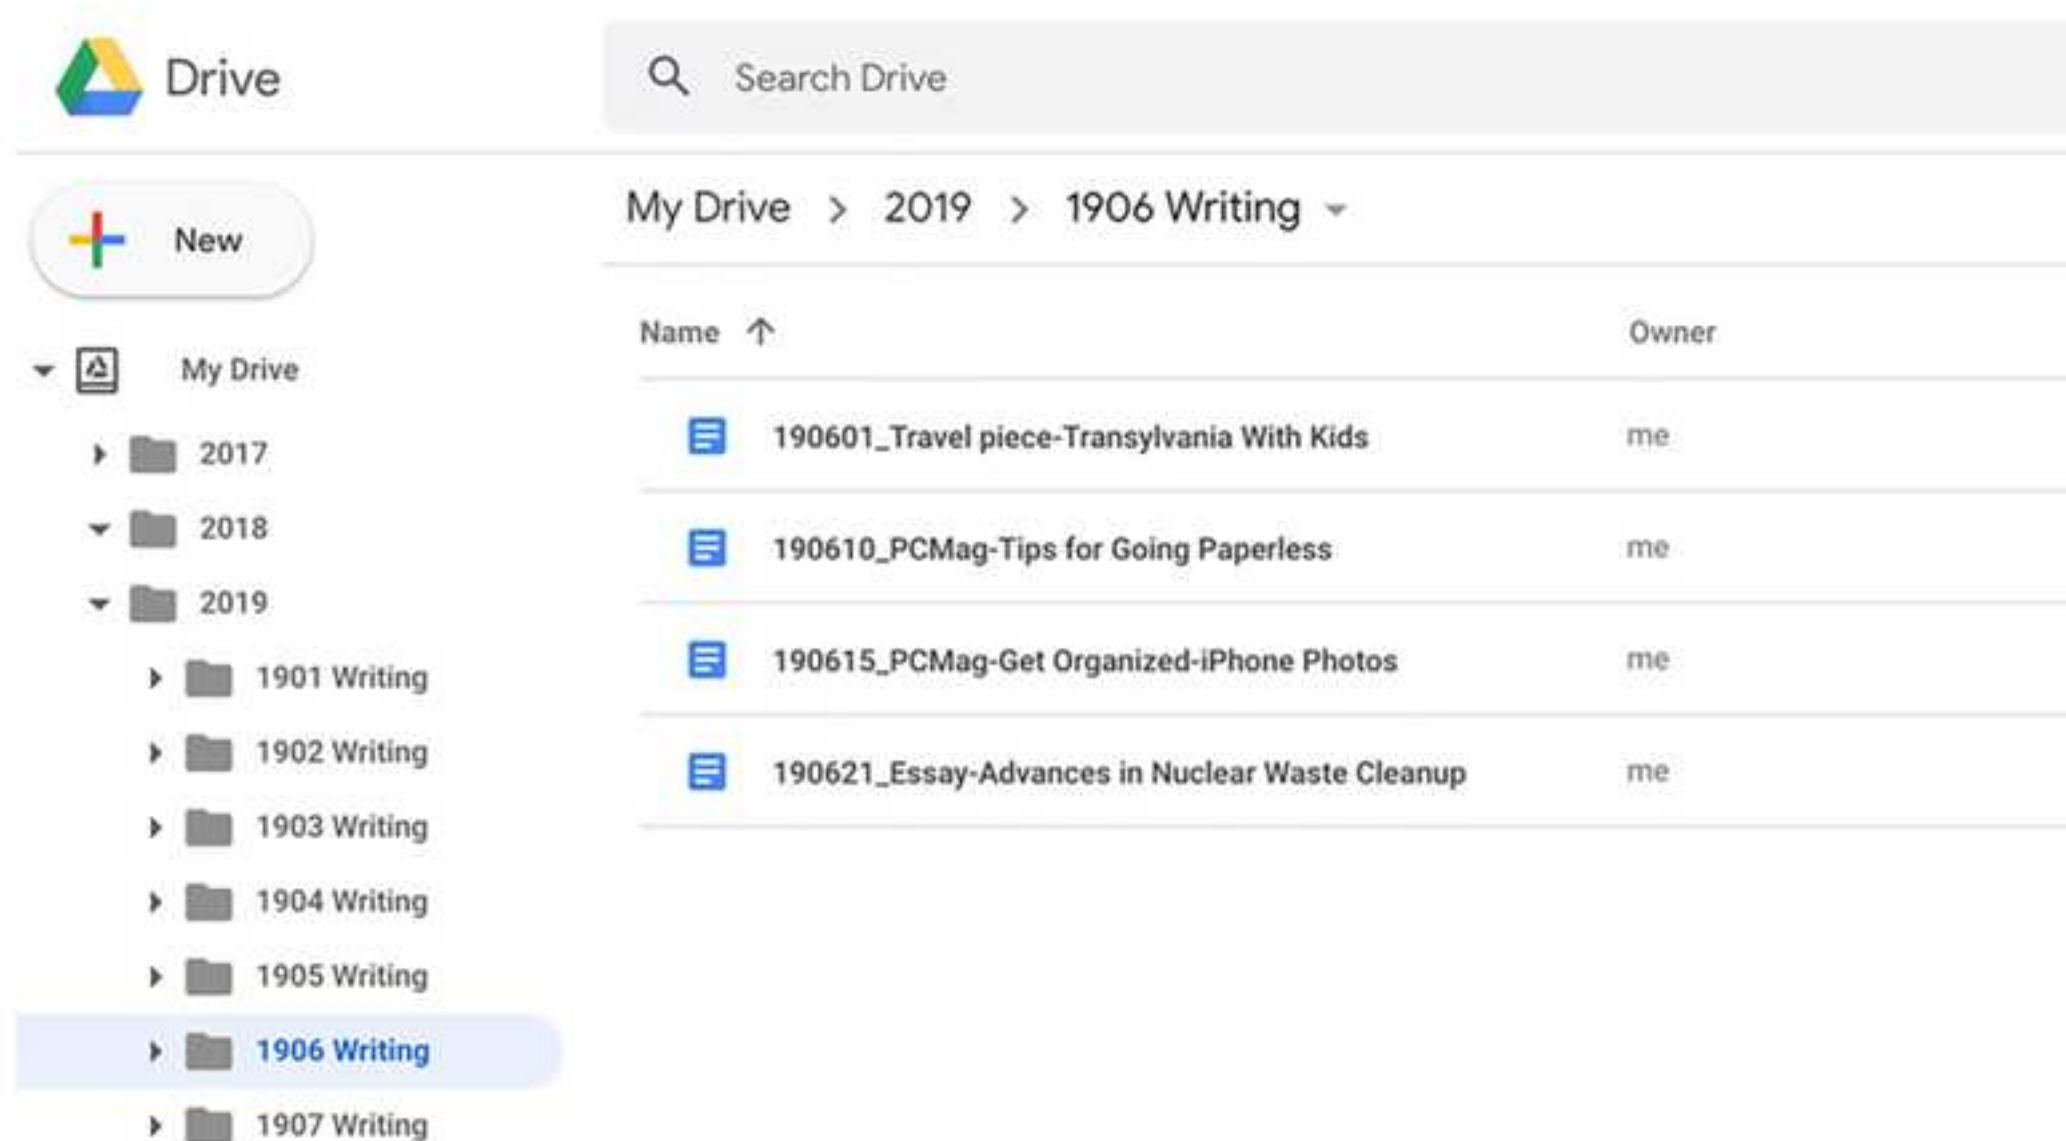 Drive
Search Drive
New
My Drive > 2019 > 1906 Writing
My Drive
2017
2018
2019
1901 Writing
1902 Writing
1903 Writing
1904 Writing
1905 Writing
1906 Writing
1907 Writing
Name Owner
190601_Travel piece-Transylvania With Kids me
190610_PCMag-Tips for Going Paperless me
190615_PCMag-Get Organized-iPhone Photos me
190621_Essay-Advances in Nuclear Waste Cleanup me